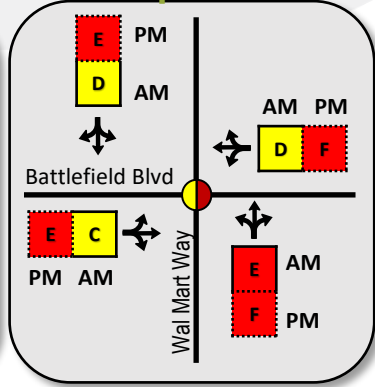 E PM
D AM
AM PM
D F
Battlefield Blvd
E C
PM AM
Wal Mart Way
E AM
F PM